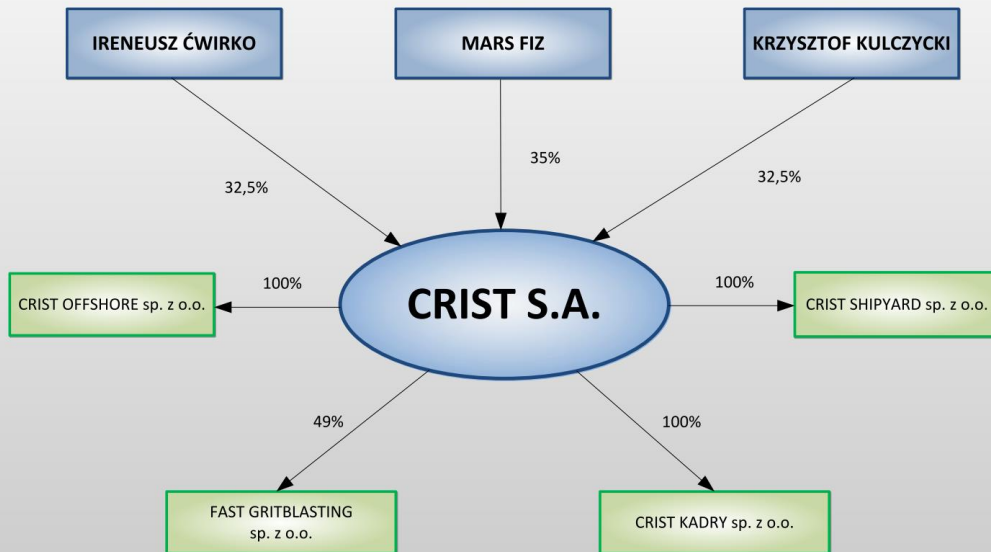 IRENEUSZ ĆWIRKO
MARS FIZ
KRZYSZTOF KULCZYCKI
35%
32,5%
32,5%
CRIST OFFSHORE sp. z o.o.
100%
CRIST S.A.
100%
CRIST SHIPYARD sp. z o.o.
49%
100%
FAST GRITBLASTING
sp. z o.o.
CRIST KADRY sp. z o.o.